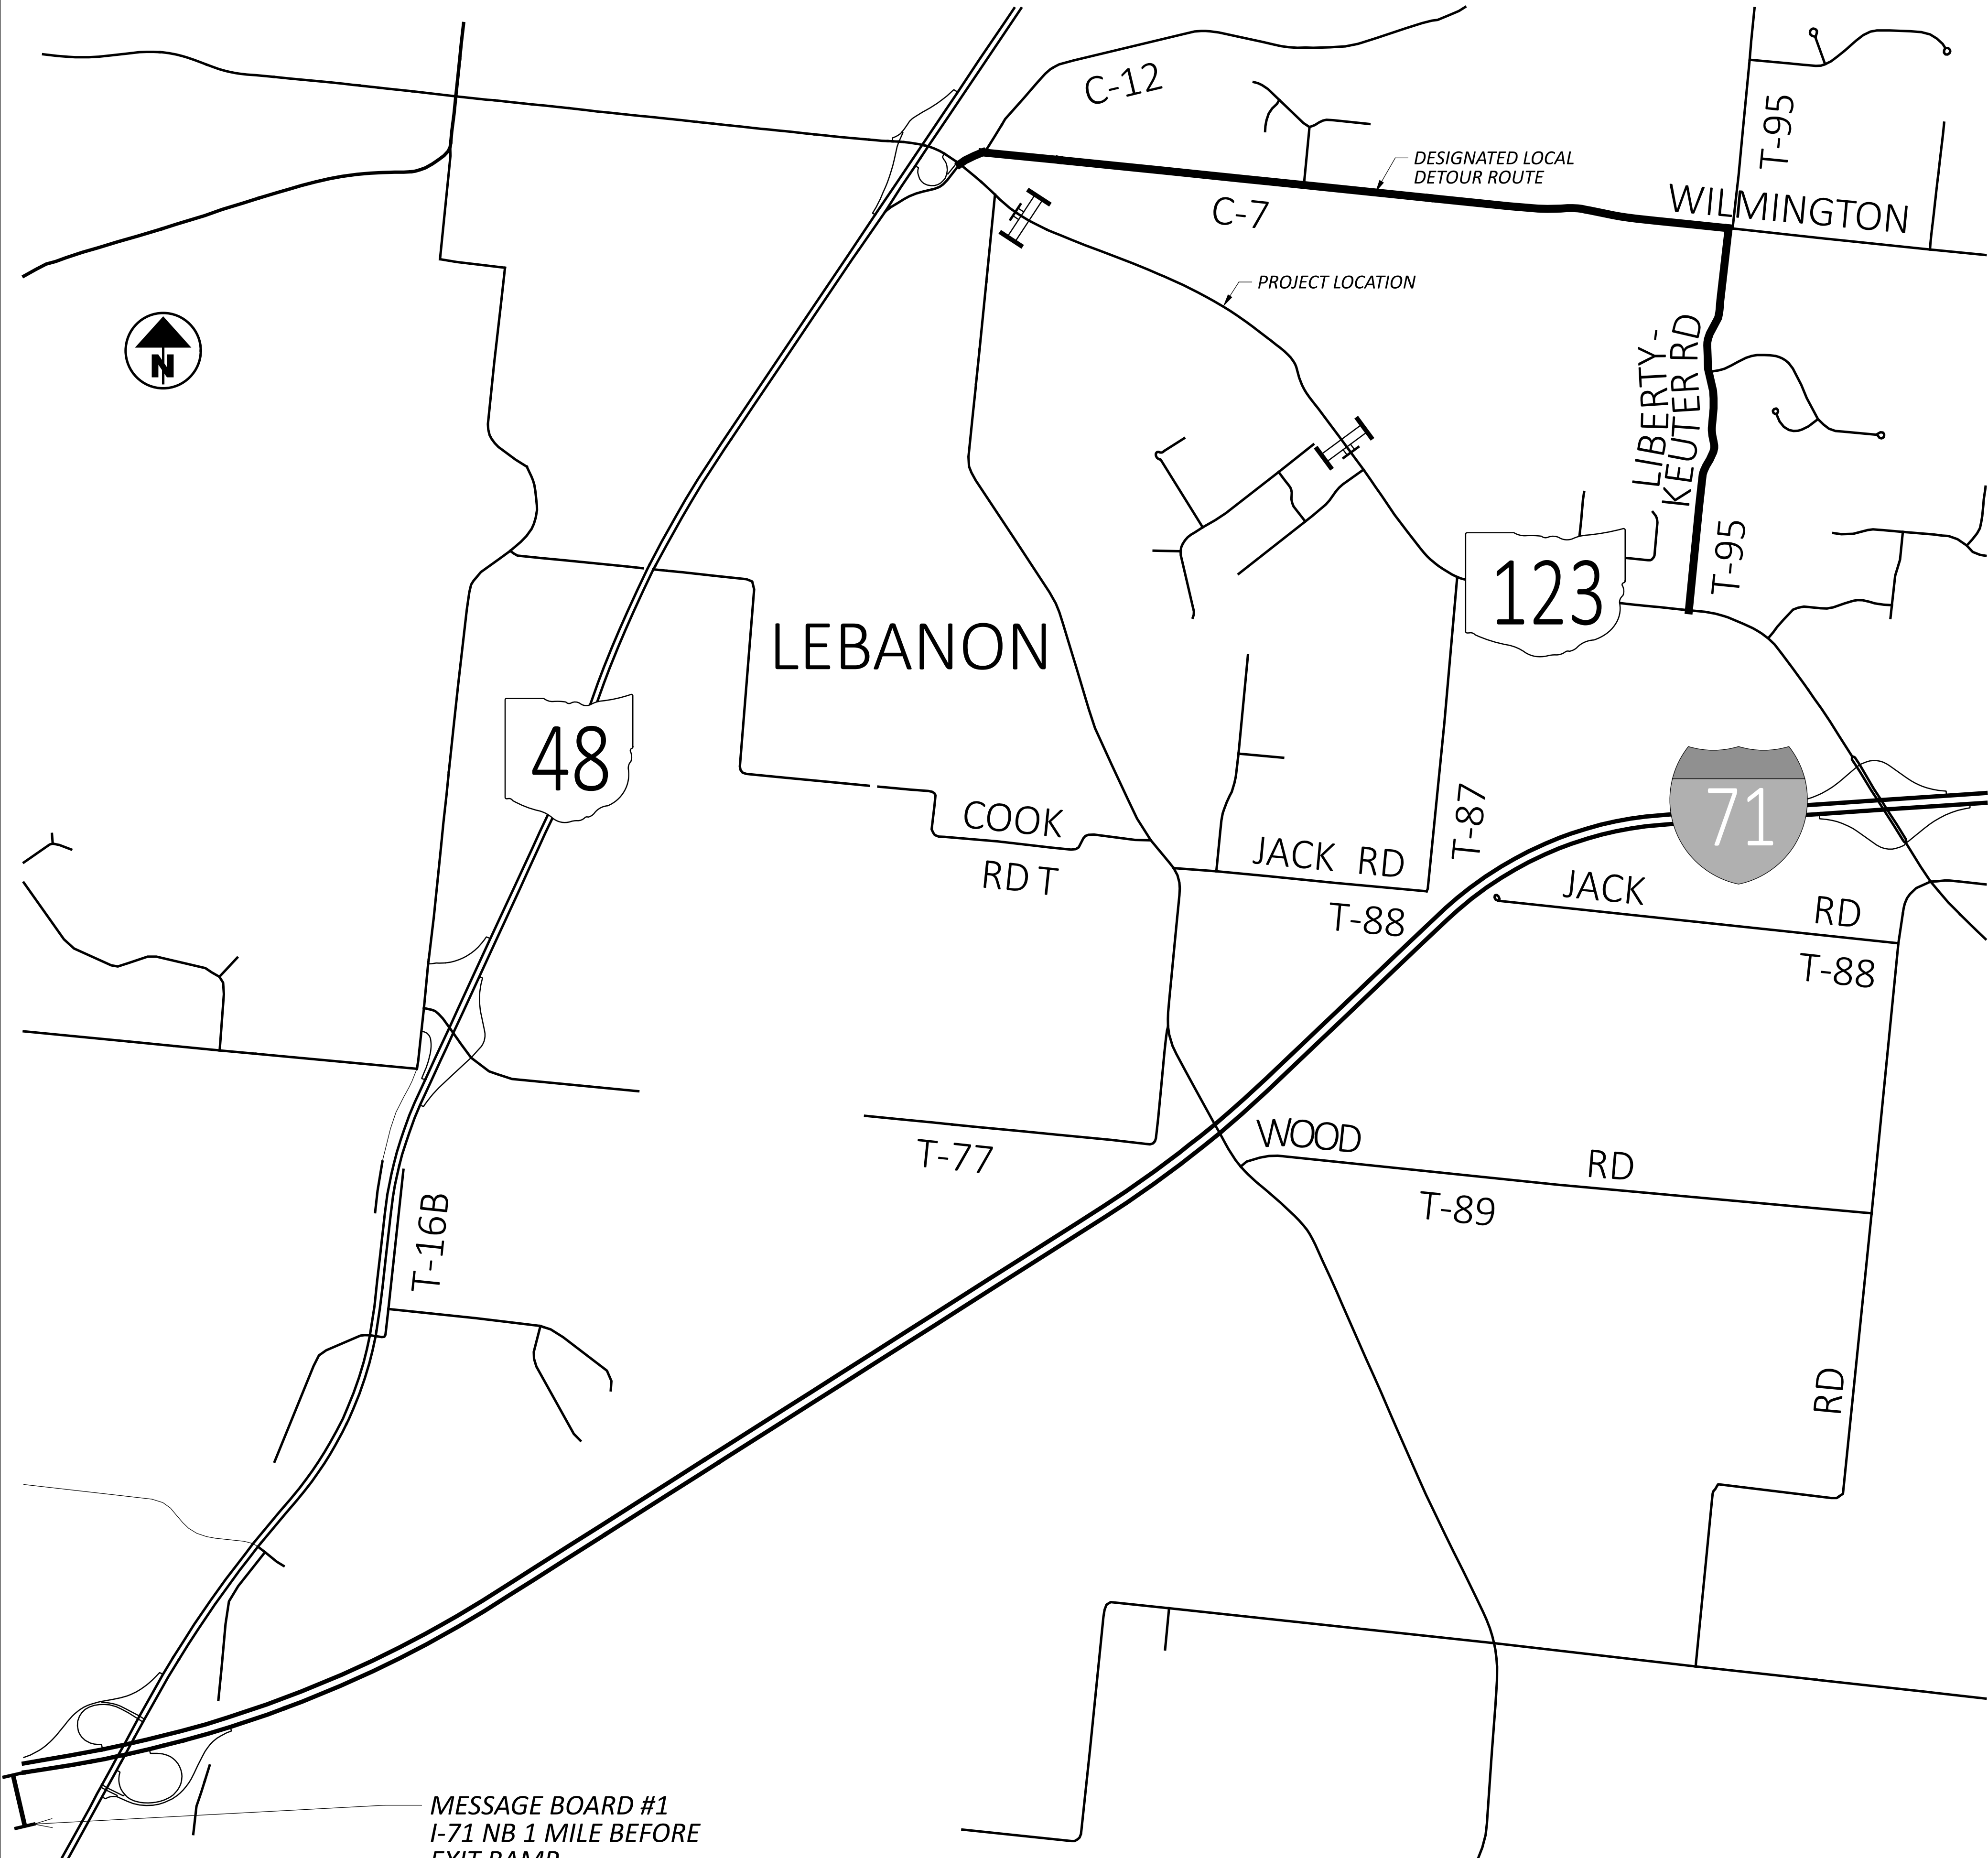 C-12
T-95
DESIGNATED LOCAL
DETOUR ROUTE
WILMINGTON
C-7
PROJECT LOCATION
N
LIBERTY-
KEUTER RD
T-95
123
LEBANON
48
71
T-87
COOK
RD T
JACK RD
T-88
JACK
RD
T-88
WOOD
RD
T-77
T-89
T-16B
RD
MESSAGE BOARD #1
I-71 NB 1 MILE BEFORE
EXIT RAMP